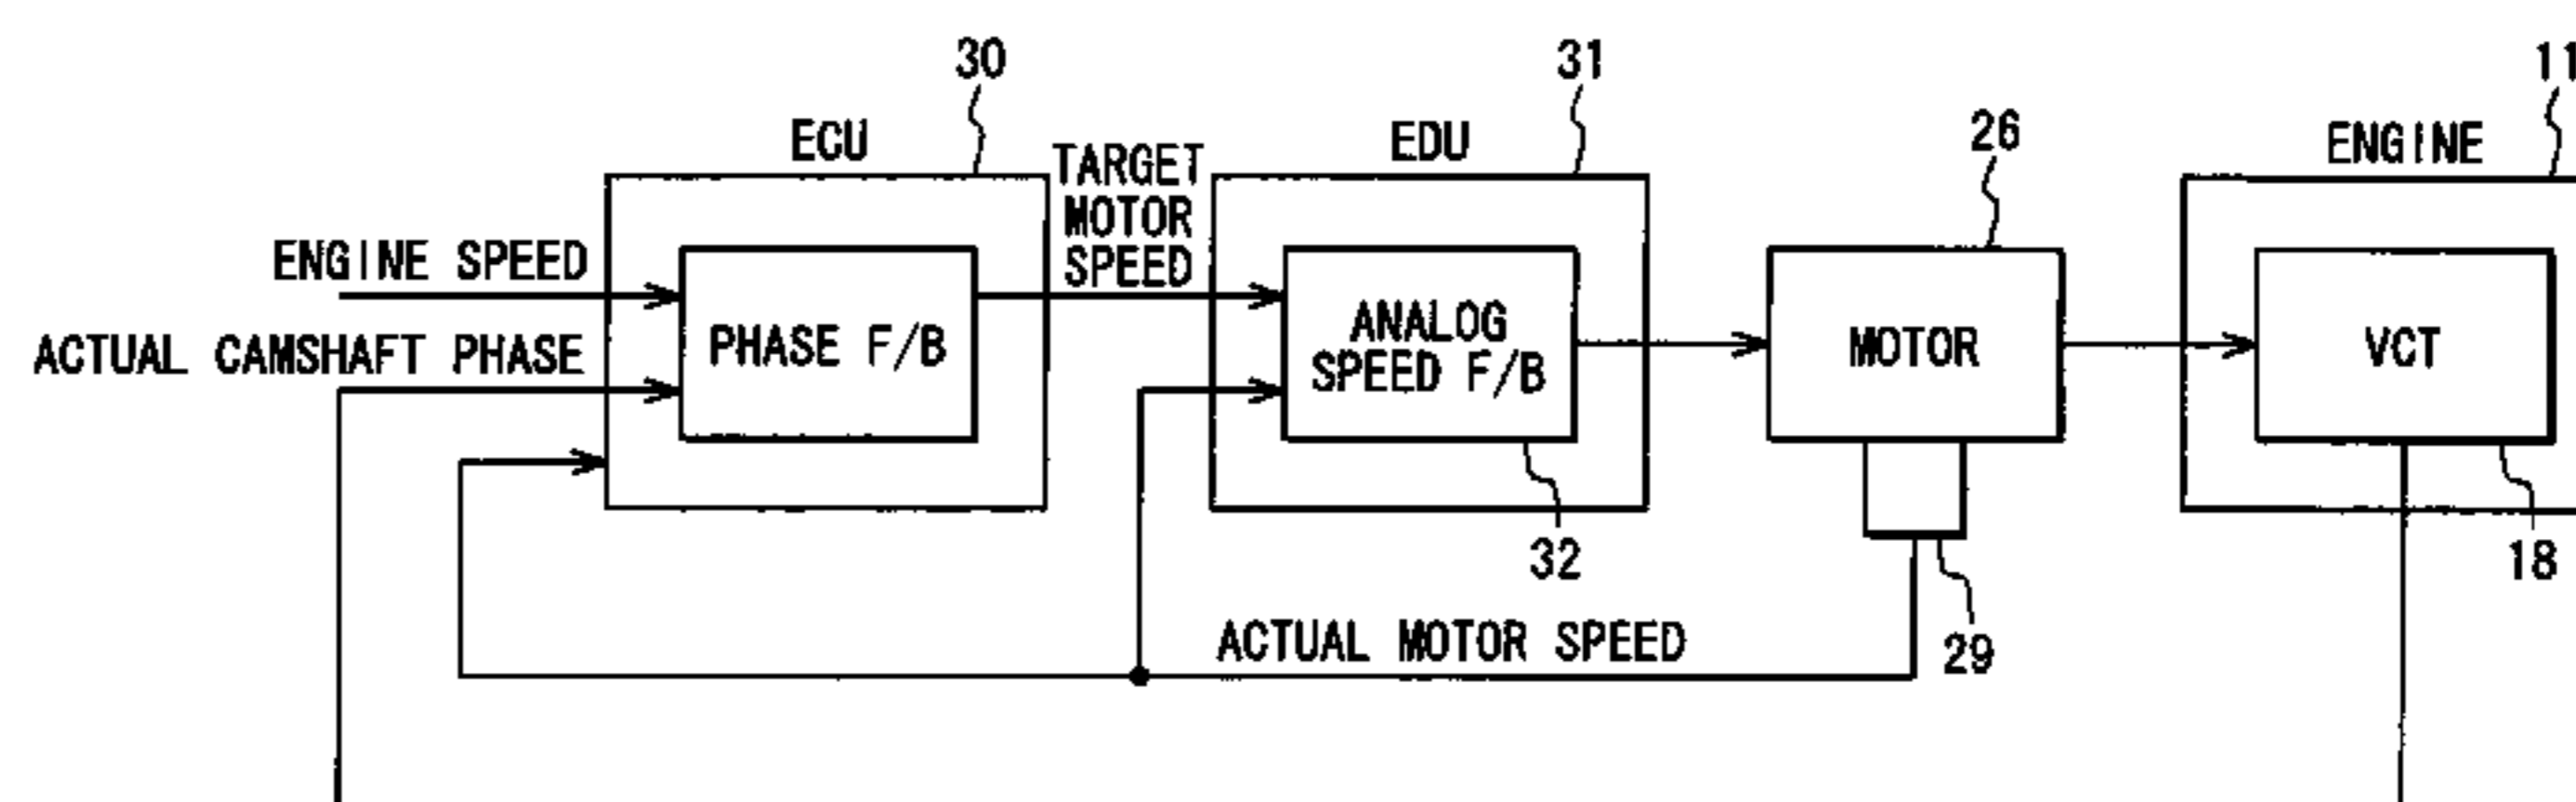 30
31
11
ECU
EDU
26
ENGINE
TARGET
MOTOR
SPEED
ENGINE SPEED
ACTUAL CAMSHAFT PHASE
PHASE F/B
ANALOG
SPEED F/B
MOTOR
VCT
32
18
29
ACTUAL MOTOR SPEED